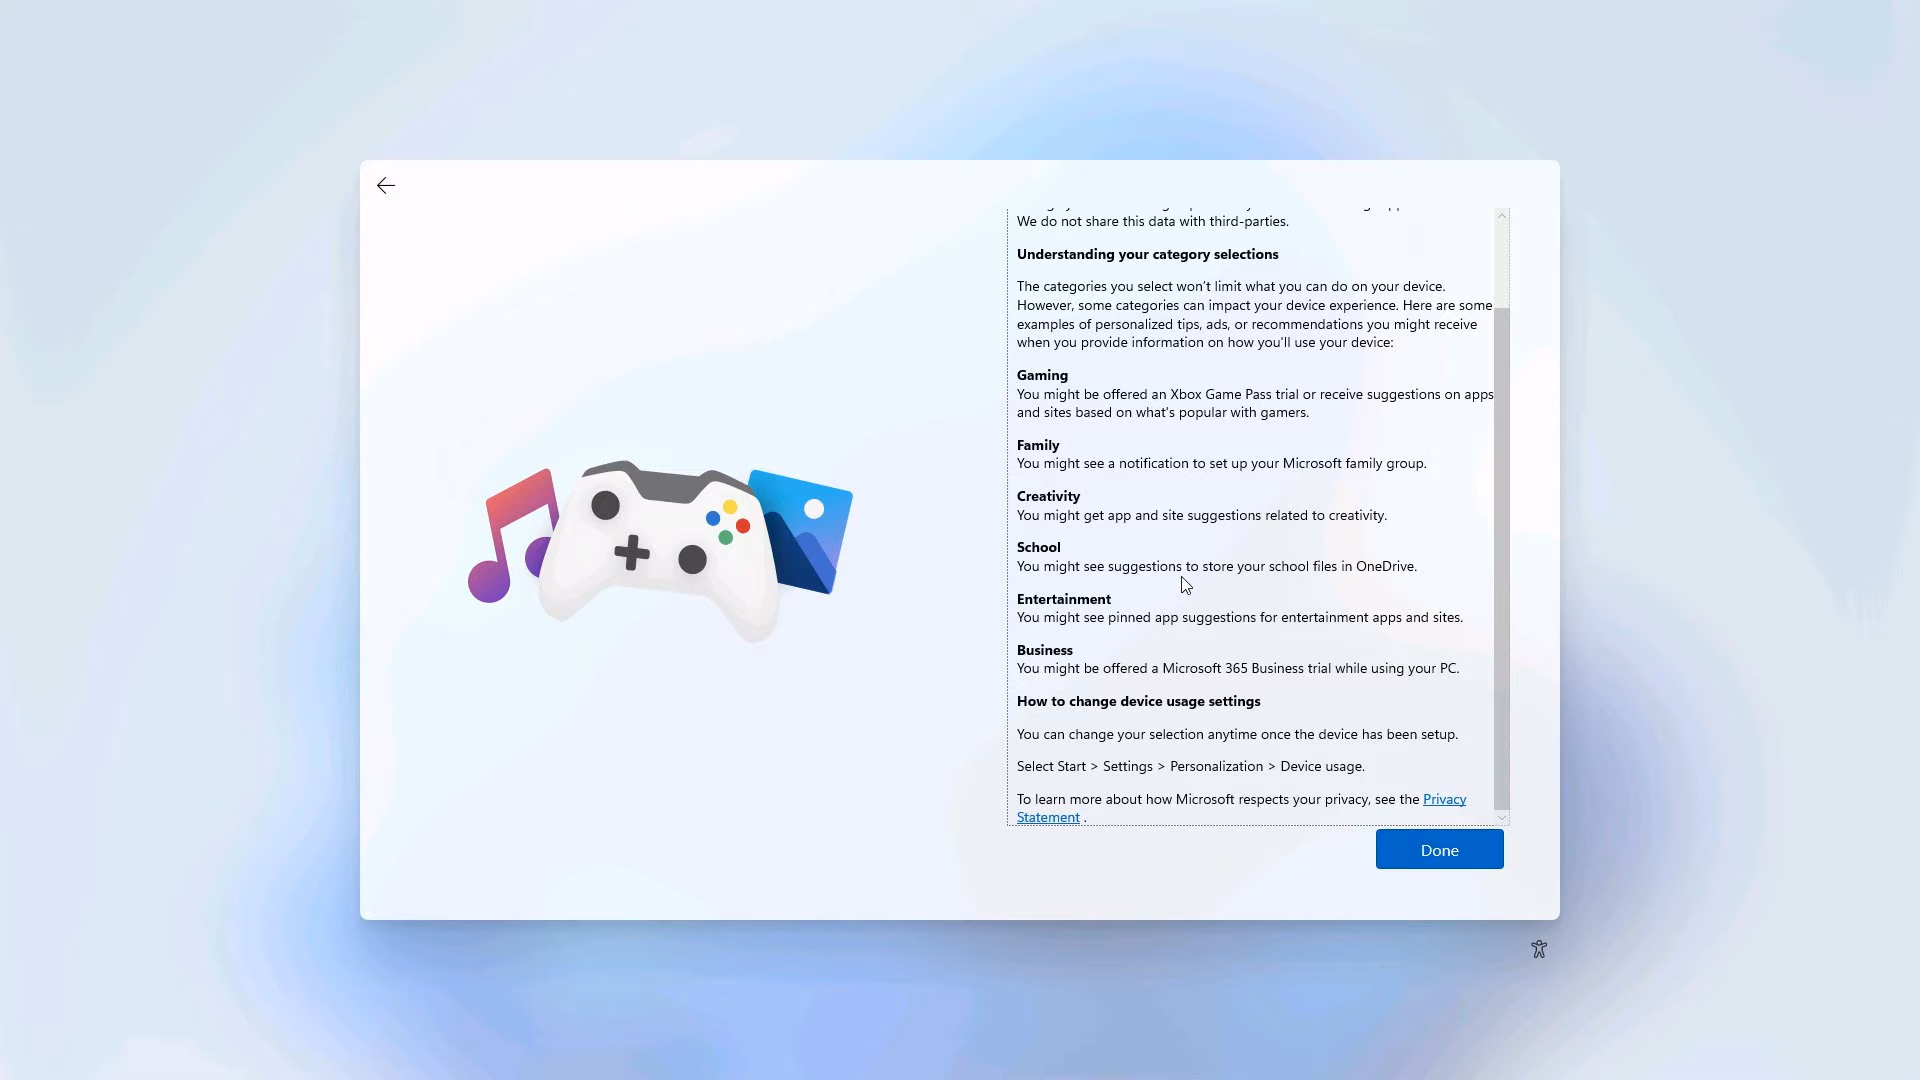 We do not share this data with third-parties.
Understanding your category selections
The categories you select won't limit what you can do on your device.
However, some categories can impact your device experience. Here are some
examples of personalized tips, ads, or recommendations you might receive
when you provide information on how you'll use your device:
Gaming
You might be offered an Xbox Game Pass trial or receive suggestions on apps
and sites based on what's popular with gamers.
Family
You might see a notification to set up your Microsoft family group.
Creativity
You might get app and site suggestions related to creativity.
School
You might see suggestions to store your school files in OneDrive.
Entertainment
You might see pinned app suggestions for entertainment apps and sites.
Business
You might be offered a Microsoft 365 Business trial while using your PC.
How to change device usage settings
You can change your selection anytime once the device has been setup.
Select Start > Settings > Personalization > Device usage.
To learn more about how Microsoft respects your privacy, see the Privacy
Statement .
Done